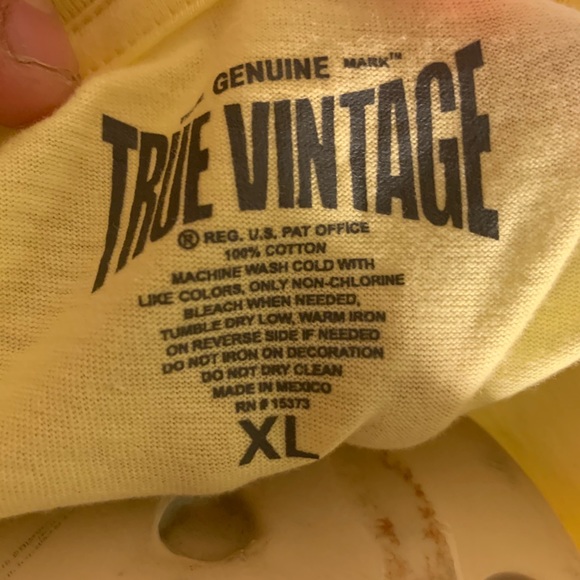 GENUINE MARK™
TRUE VINTAGE
® REG. U.S. PAT OFFICE
100% COTTON
MACHINE WASH COLD WITH
LIKE COLORS, ONLY NON-CHLORINE
BLEACH WHEN NEEDED,
TUMBLE DRY LOW, WARM IRON
ON REVERSE SIDE IF NEEDED
DO NOT IRON ON DECORATION
DO NOT DRY CLEAN
MADE IN MEXICO
RN # 15373
XL